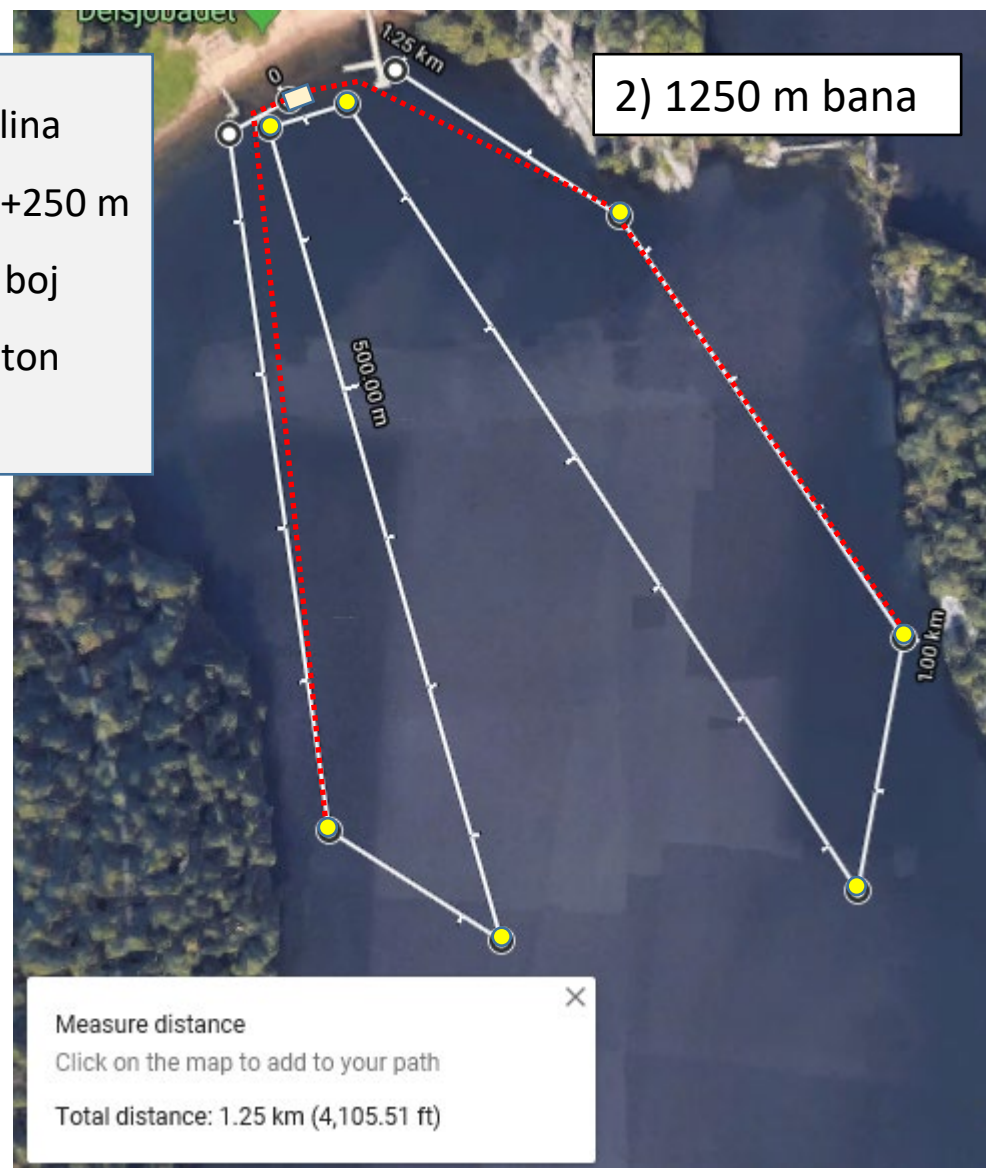 Delsjöbadet
0
1.25 km
2) 1250 m bana
lina
+250 m
boj
ton
500.00 m
1.00 km
Measure distance
Click on the map to add to your path
Total distance: 1.25 km (4,105.51 ft)